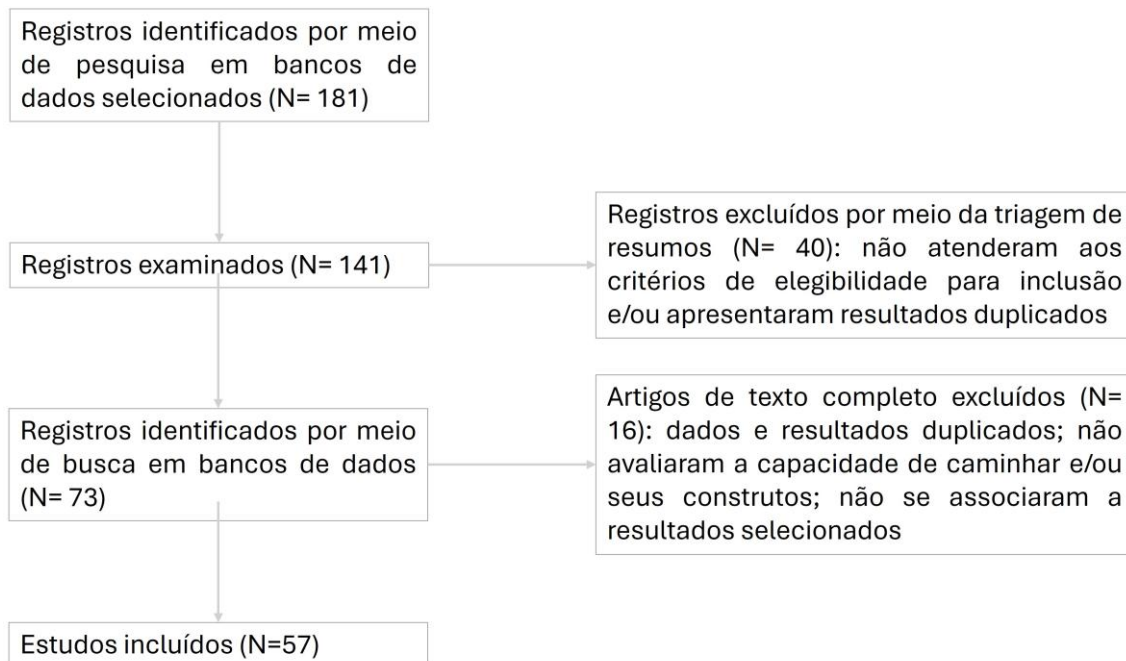 Registros identificados por meio
de pesquisa em bancos de
dados selecionados (N= 181)
Registros examinados (N= 141)
Registros excluídos por meio da triagem de
resumos (N= 40): não atenderam aos
critérios de elegibilidade para inclusão
e/ou apresentaram resultados duplicados
Registros identificados por meio
de busca em bancos de dados
(N= 73)
Artigos de texto completo excluídos (N=
16): dados e resultados duplicados; não
avaliaram a capacidade de caminhar e/ou
seus construtos; não se associaram a
resultados selecionados
Estudos incluídos (N=57)